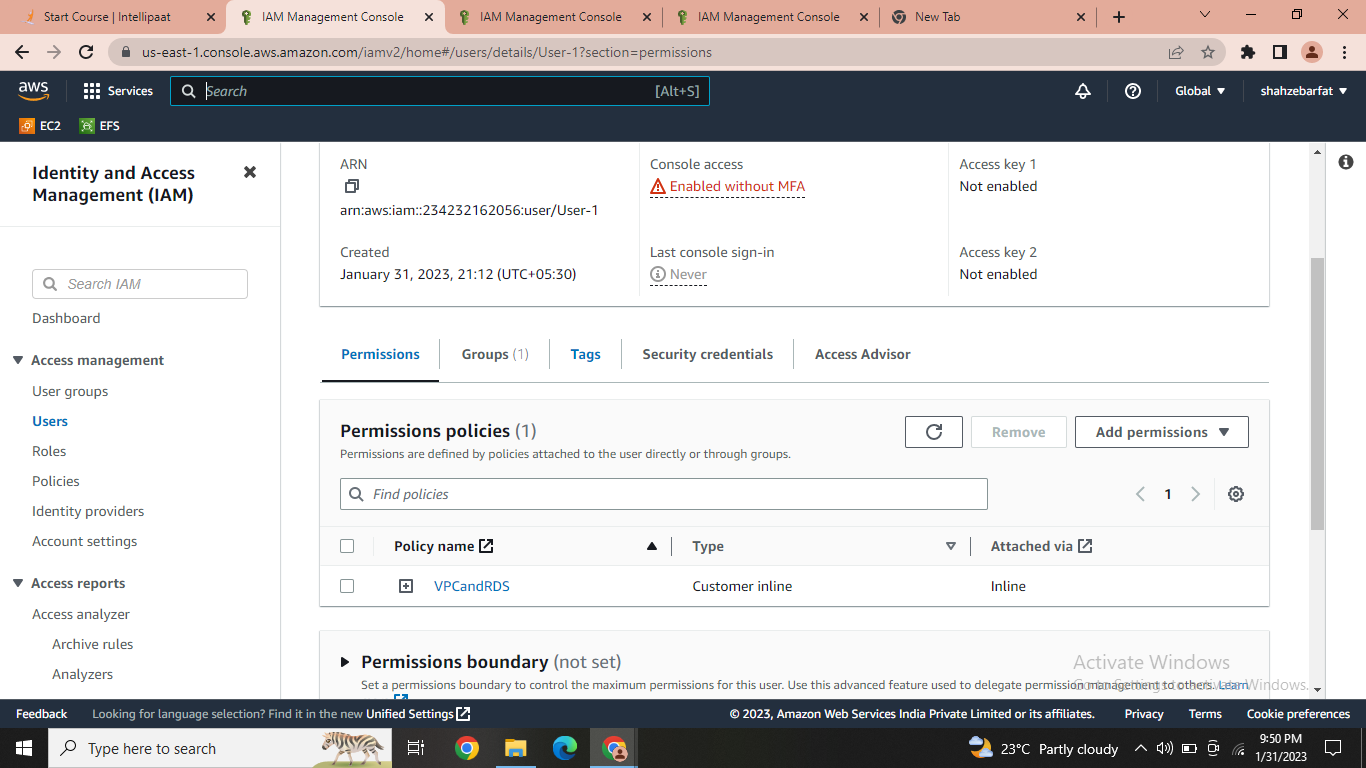 Start Course | Intellipaat
IAM Management Console
IAM Management Console
IAM Management Console
New Tab
us-east-1.console.aws.amazon.com/iamv2/home#/users/details/User-1?section=permissions
aws
Services
Search
[Alt+S]
Global
shahzebarfat
EC2
EFS
Identity and Access
Management (IAM)
Search IAM
Dashboard
Access management
User groups
Users
Roles
Policies
Identity providers
Account settings
Access reports
Access analyzer
Archive rules
Analyzers
ARN
arn:aws:iam::234232162056:user/User-1
Created
January 31, 2023, 21:12 (UTC+05:30)
Console access
Enabled without MFA
Last console sign-in
Never
Access key 1
Not enabled
Access key 2
Not enabled
Permissions
Groups (1)
Tags
Security credentials
Access Advisor
Permissions policies (1)
Permissions are defined by policies attached to the user directly or through groups.
Remove
Add permissions
Find policies
1
Policy name
Type
Attached via
VPCandRDS
Customer inline
Inline
Permissions boundary (not set)
Set a permissions boundary to control the maximum permissions for this user. Use this advanced feature used to delegate permission management to others. Learn
Activate Windows
Go to Settings to activate Windows.
Feedback
Looking for language selection? Find it in the new Unified Settings
© 2023, Amazon Web Services India Private Limited or its affiliates.
Privacy
Terms
Cookie preferences
Type here to search
23°C Partly cloudy
9:50 PM
1/31/2023